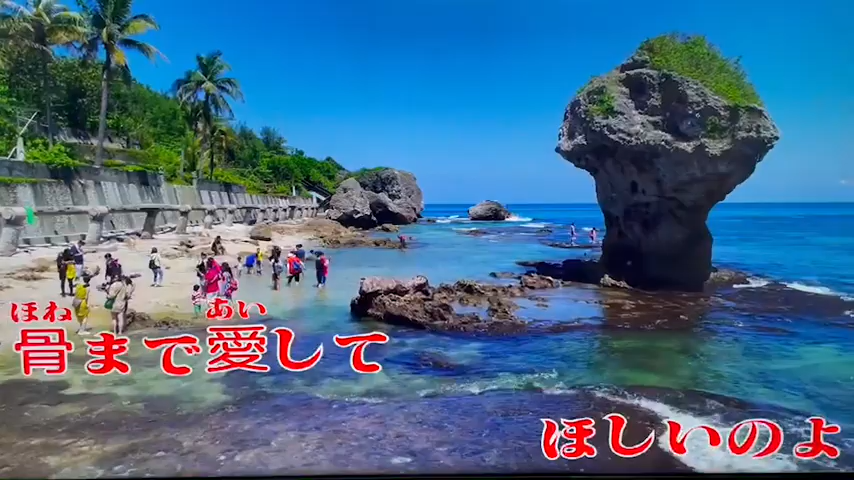 ほね
あい
骨まで愛して
ほしいのよ